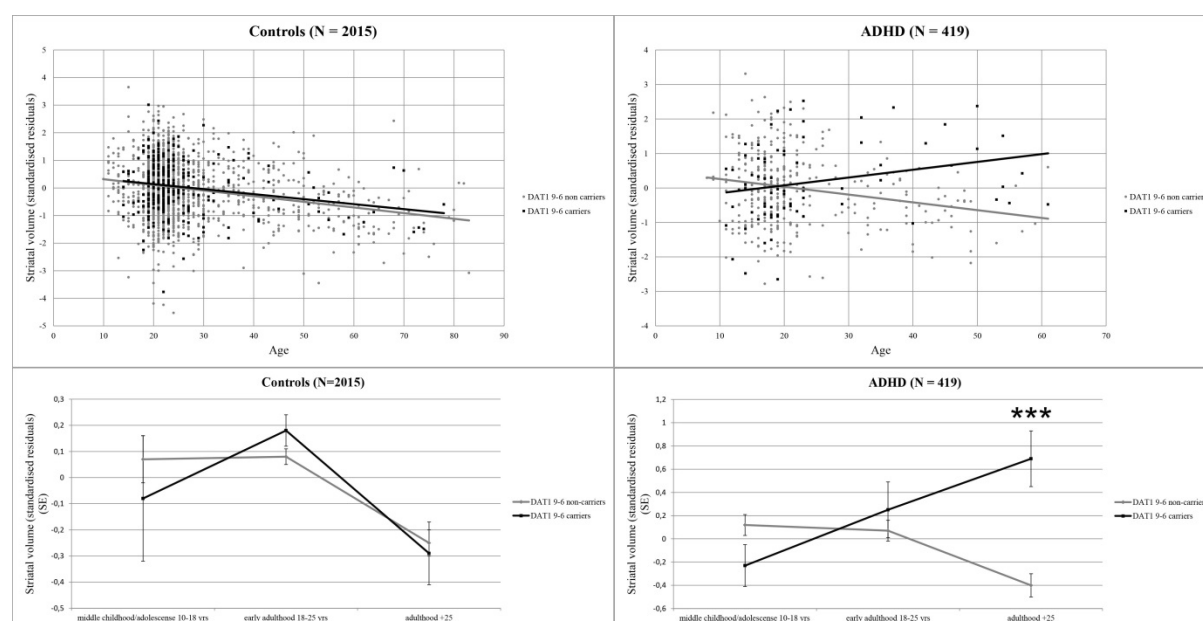 Controls (N = 2015)
Striatal volume (standardised residuals)
5
4
3
2
1
0
-1
-2
-3
-4
-5
0 10 20 30 40 50 60 70 80 90
Age
DAT1 9-6 non carriers
DAT1 9-6 carriers
ADHD (N = 419)
Striatal volume (standardised residuals)
4
3
2
1
0
-1
-2
-3
-4
0 10 20 30 40 50 60 70
Age
DAT1 9-6 non carriers
DAT1 9-6 carriers
Controls (N=2015)
Striatal volume (standardised residuals)
(SE)
0,3
0,2
0,1
0
-0,1
-0,2
-0,3
-0,4
-0,5
middle childhood/adolescense 10-18 yrs early adulthood 18-25 yrs adulthood +25
DAT1 9-6 non-carriers
DAT1 9-6 carriers
ADHD (N = 419)
Striatal volume (standardised residuals)
(SE)
1,2
1
0,8
0,6
0,4
0,2
0
-0,2
-0,4
-0,6
***
middle childhood/adolescense 10-18 yrs early adulthood 18-25 yrs adulthood +25
DAT1 9-6 non-carriers
DAT1 9-6 carriers